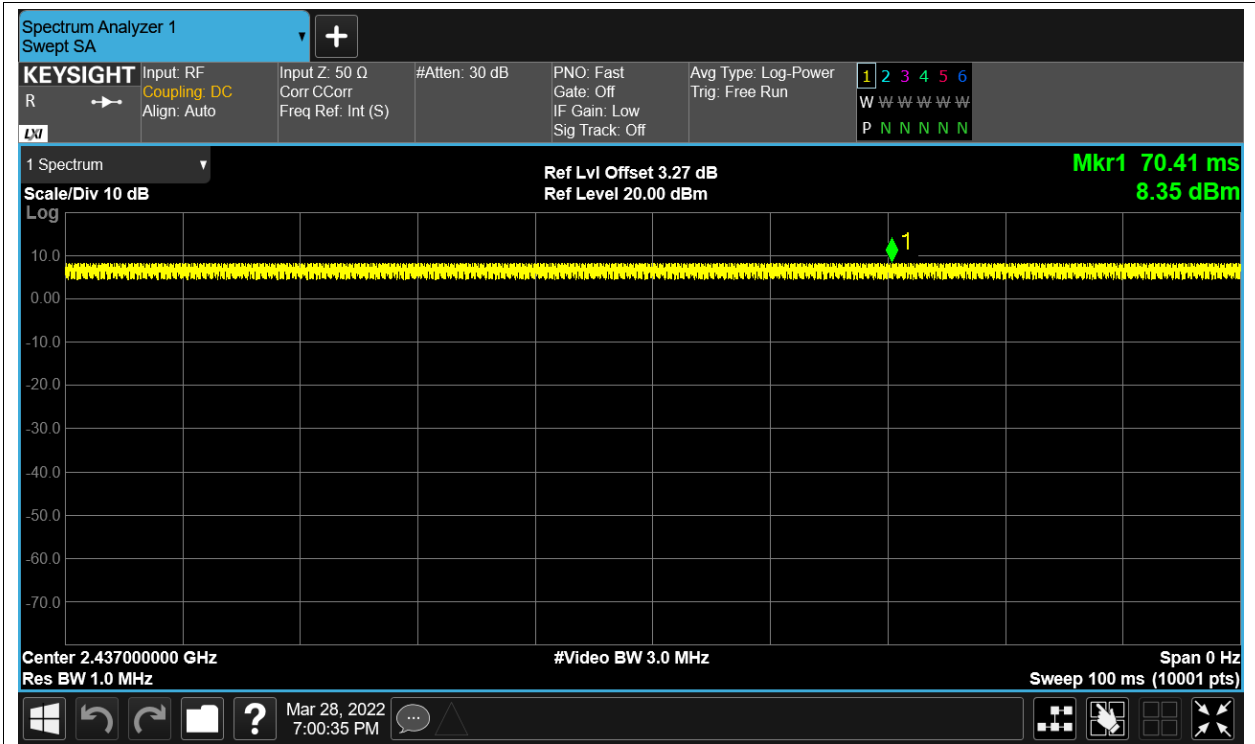 Spectrum Analyzer 1
Swept SA
KEYSIGHT
R
LXI
Input: RF
Coupling: DC
Align: Auto
Input Z: 50 Ω
Corr CCorr
Freq Ref: Int (S)
#Atten: 30 dB
PNO: Fast
Gate: Off
IF Gain: Low
Sig Track: Off
Avg Type: Log-Power
Trig: Free Run
1 2 3 4 5 6
W W W W W W
P N N N N N
1 Spectrum
Scale/Div 10 dB
Log
Ref Lvl Offset 3.27 dB
Ref Level 20.00 dBm
Mkr1 70.41 ms
8.35 dBm
1
10.0
0.00
-10.0
-20.0
-30.0
-40.0
-50.0
-60.0
-70.0
Center 2.437000000 GHz
Res BW 1.0 MHz
#Video BW 3.0 MHz
Span 0 Hz
Sweep 100 ms (10001 pts)
?
Mar 28, 2022
7:00:35 PM